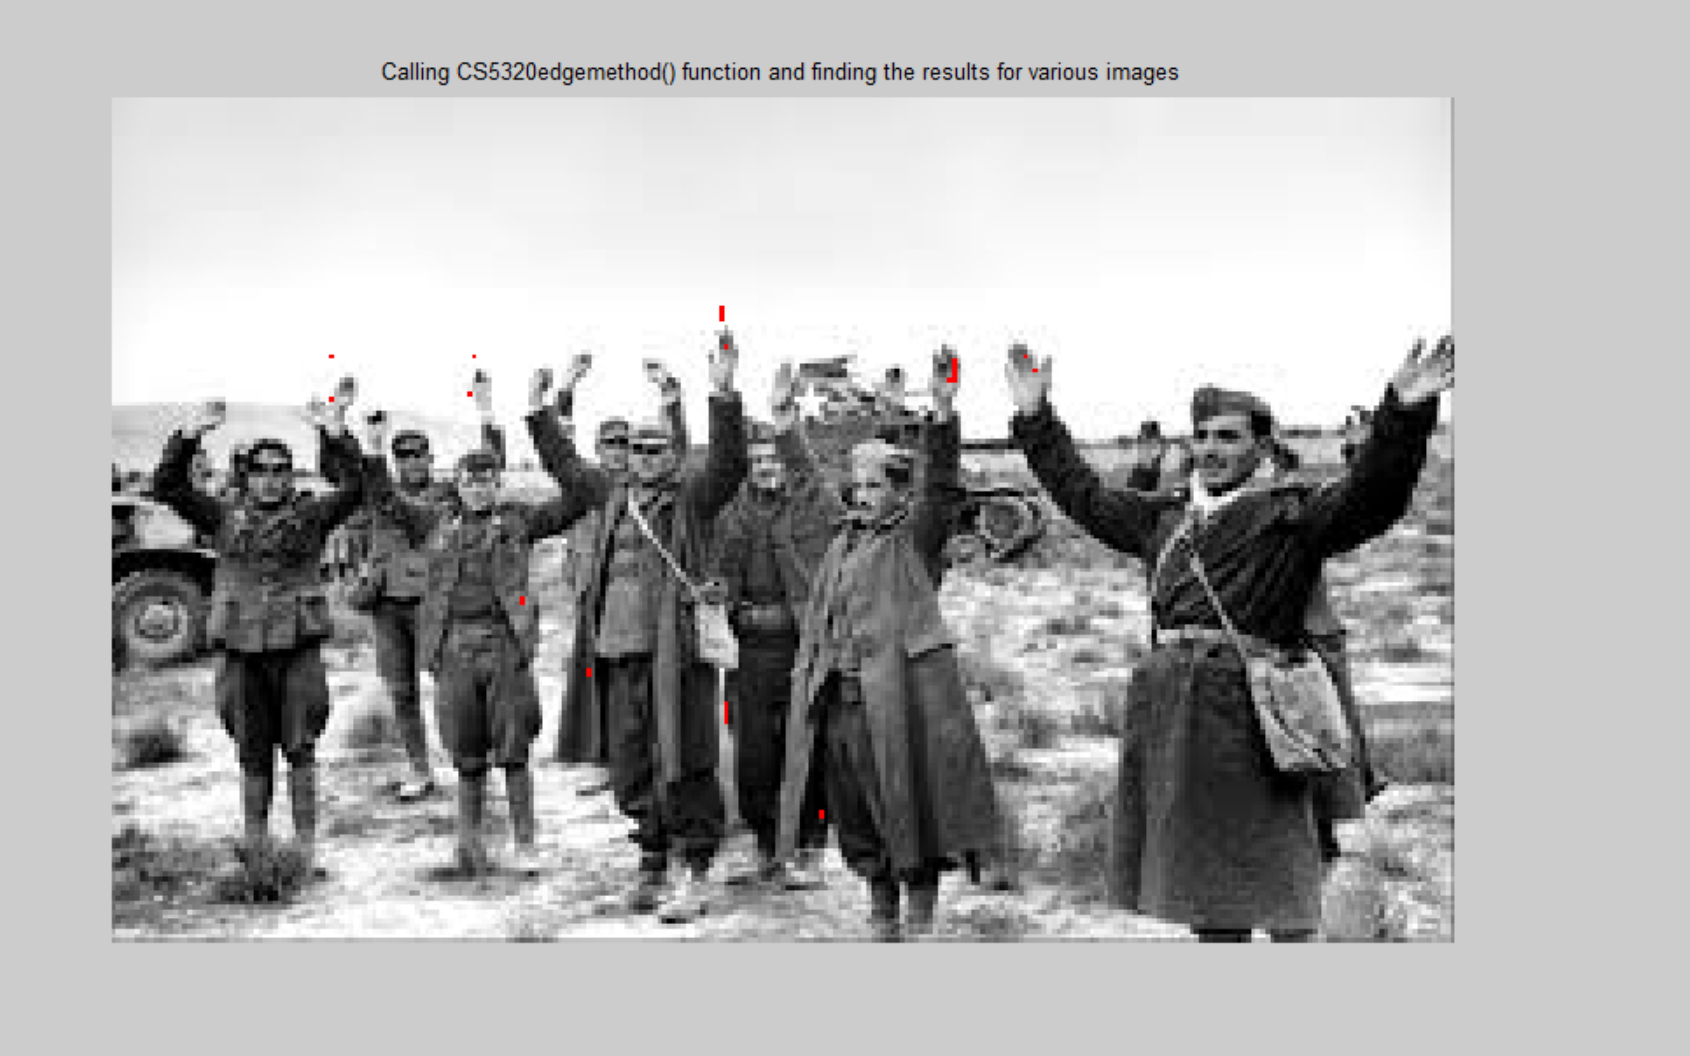 Calling CS5320edgemethod() function and finding the results for various images